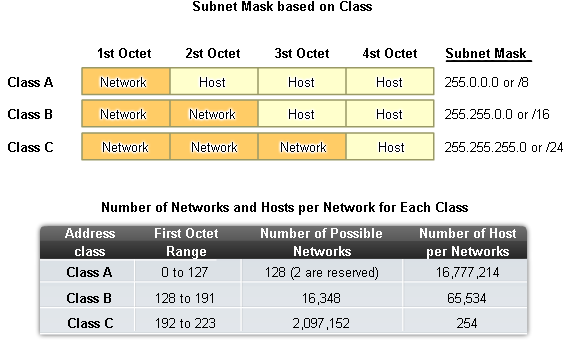 Subnet Mask based on Class
1st Octet 2st Octet 3st Octet 4st Octet Subnet Mask
Class A Network Host Host Host 255.0.0.0 or /8
Class B Network Network Host Host 255.255.0.0 or /16
Class C Network Network Network Host 255.255.255.0 or /24
Number of Networks and Hosts per Network for Each Class
Address class First Octet Range Number of Possible Networks Number of Host per Networks
Class A 0 to 127 128 (2 are reserved) 16,777,214
Class B 128 to 191 16,348 65,534
Class C 192 to 223 2,097,152 254